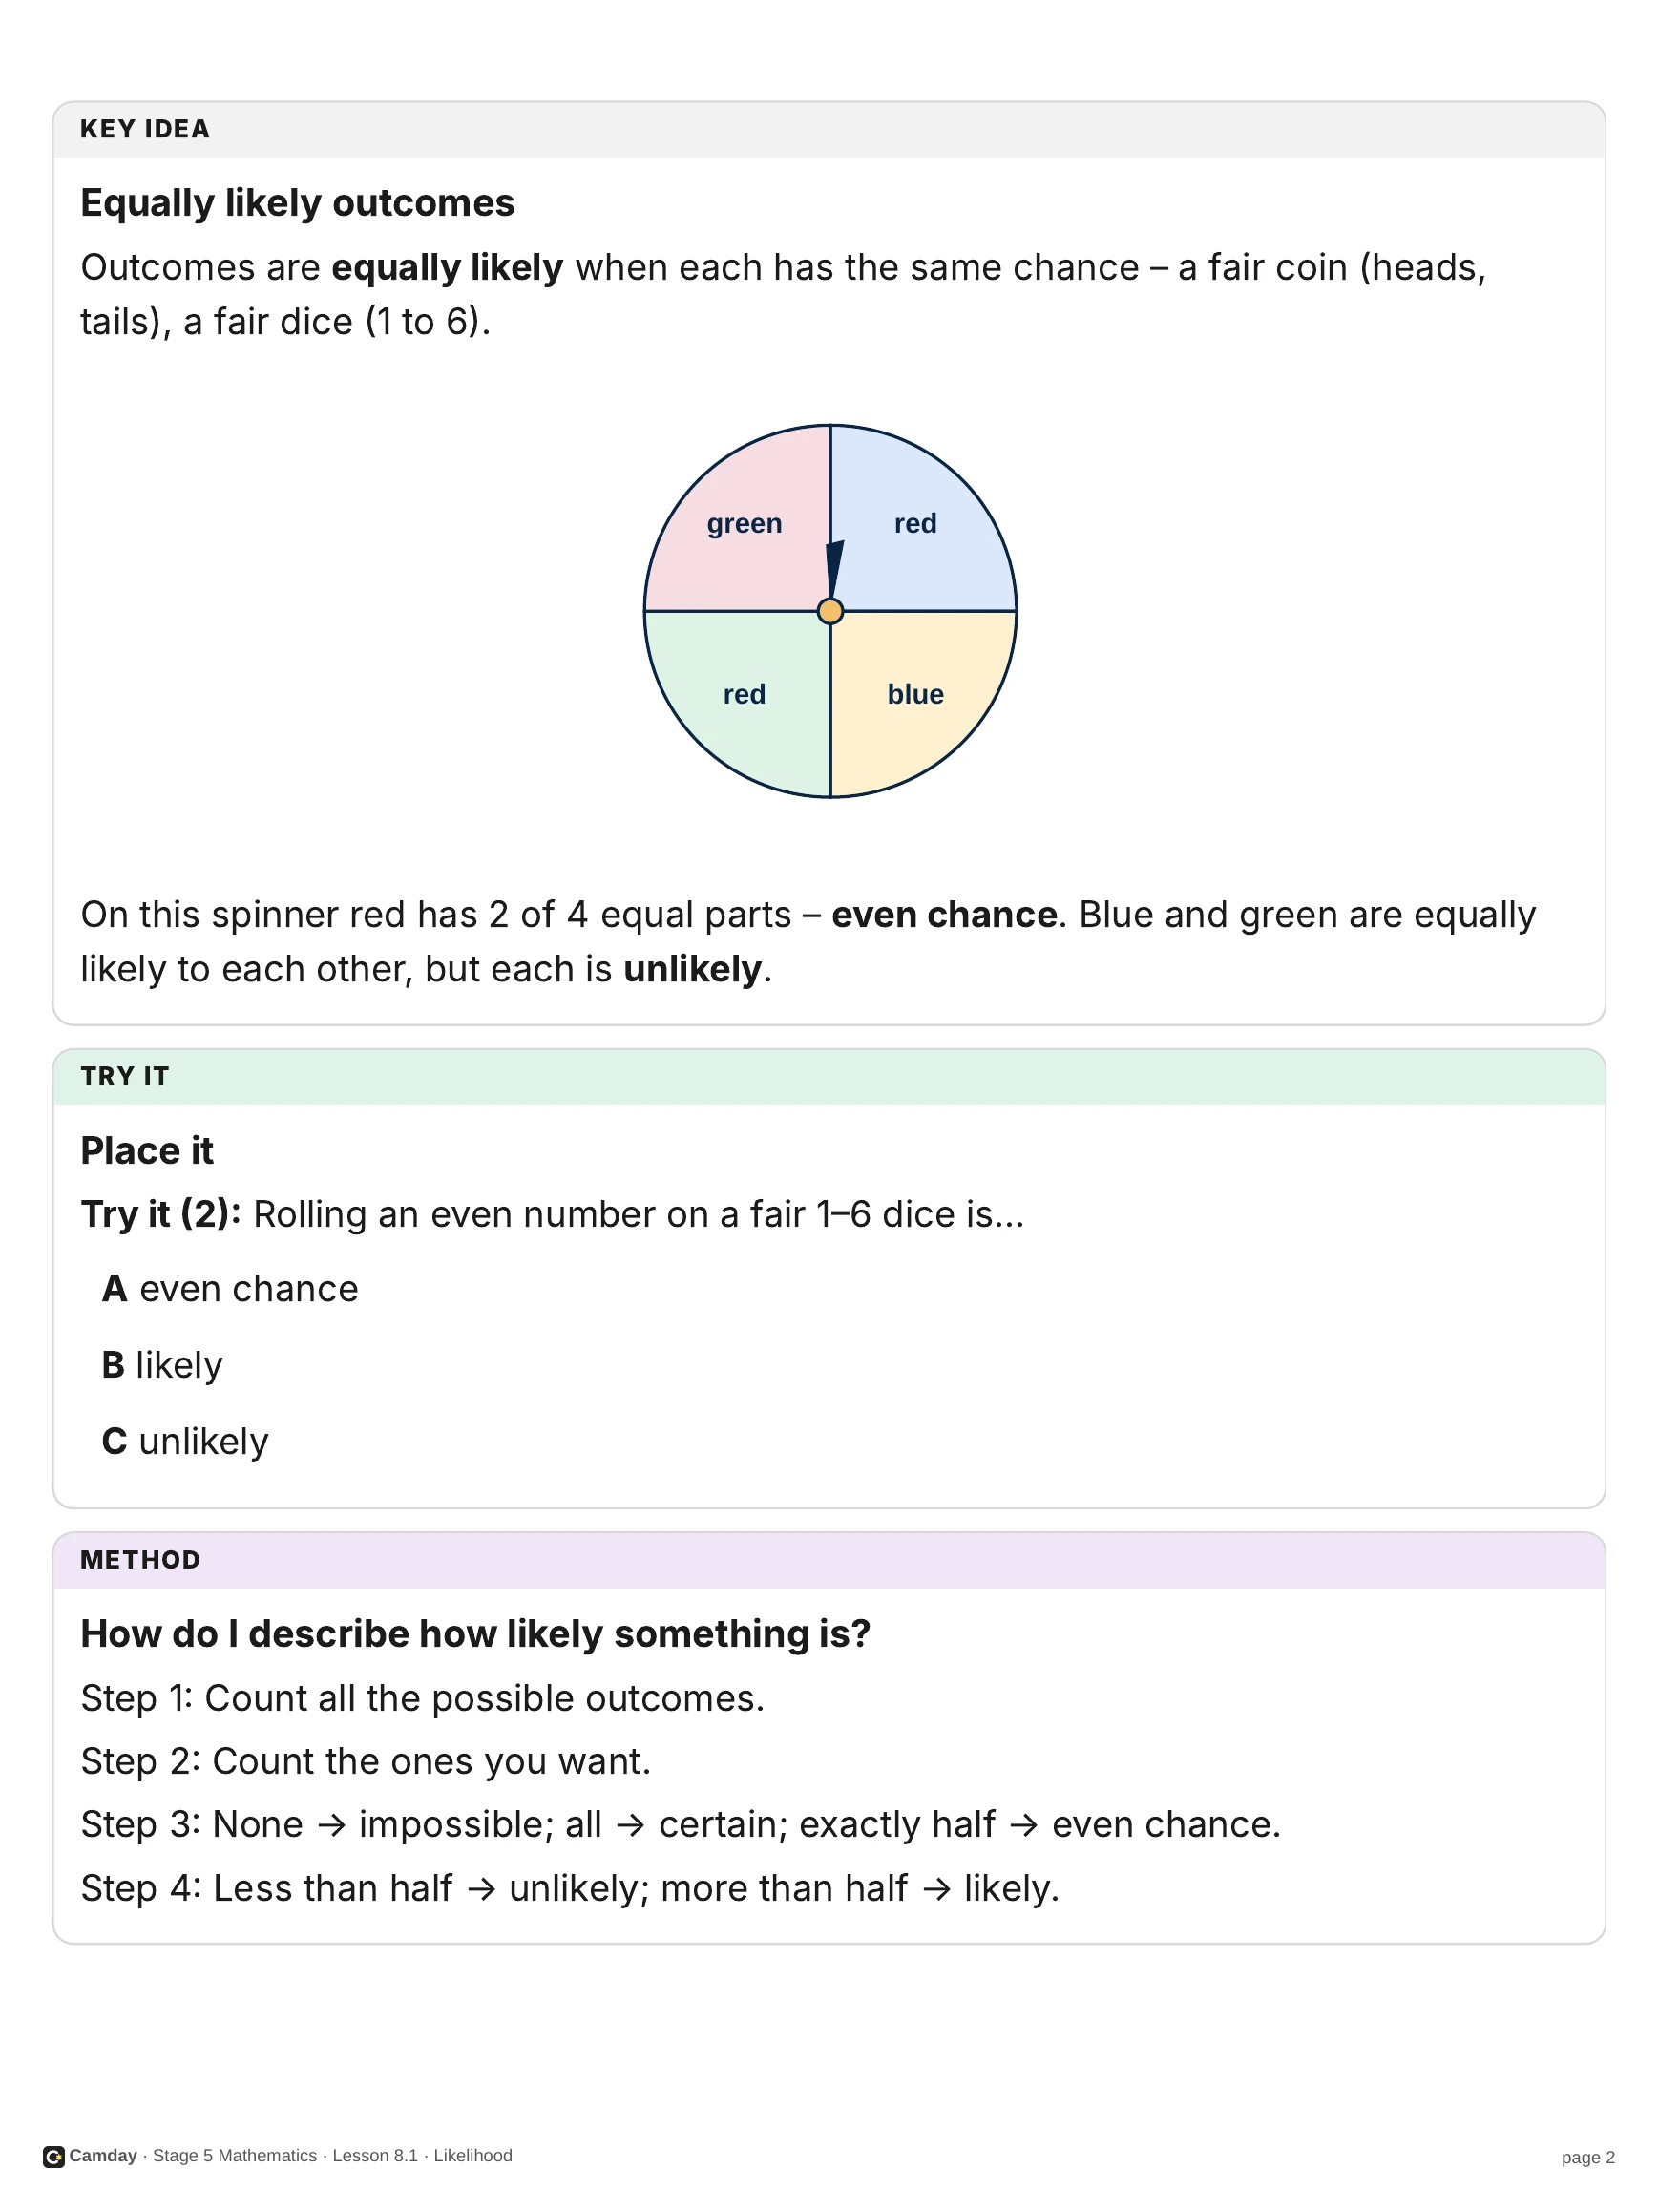 KEY IDEA
Equally likely outcomes
Outcomes are equally likely when each has the same chance – a fair coin (heads,
tails), a fair dice (1 to 6).
green
red
red
blue
On this spinner red has 2 of 4 equal parts – even chance. Blue and green are equally
likely to each other, but each is unlikely.
TRY IT
Place it
Try it (2): Rolling an even number on a fair 1–6 dice is...
A even chance
B likely
C unlikely
METHOD
How do I describe how likely something is?
Step 1: Count all the possible outcomes.
Step 2: Count the ones you want.
Step 3: None → impossible; all → certain; exactly half → even chance.
Step 4: Less than half → unlikely; more than half → likely.
Camday · Stage 5 Mathematics · Lesson 8.1 · Likelihood
page 2